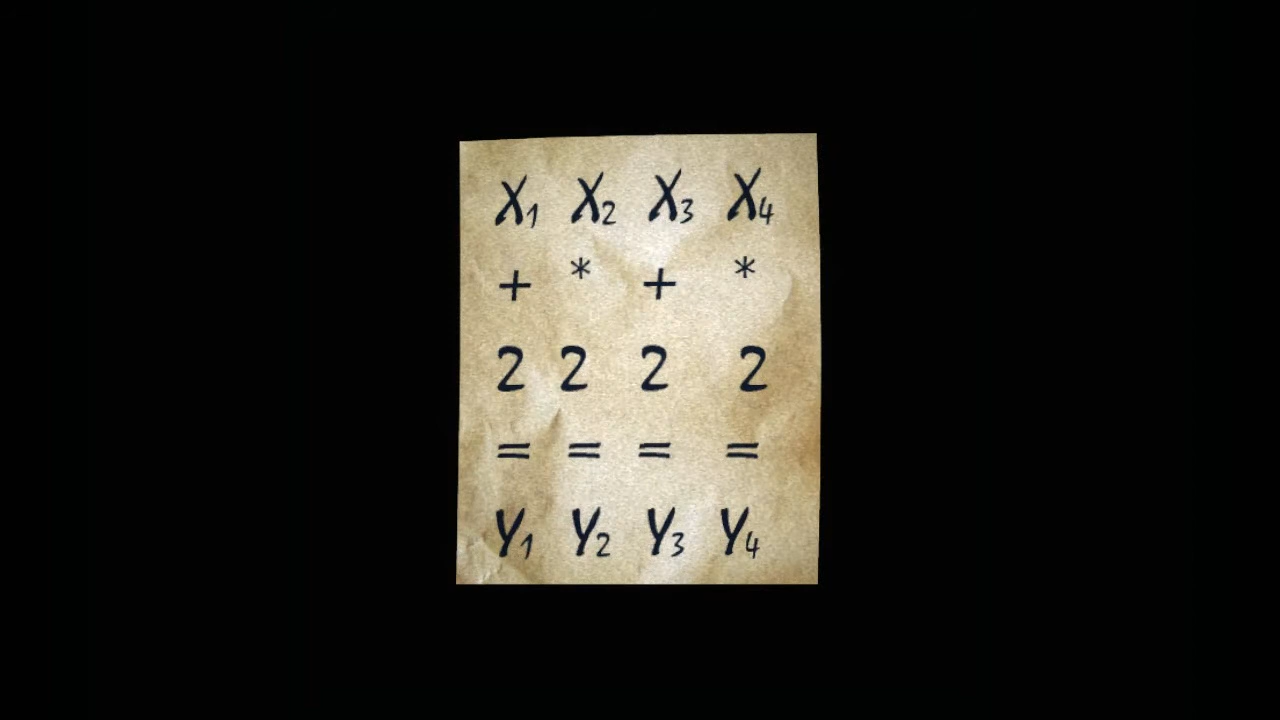 X₁ X₂ X₃ X₄
+ * + *
2 2 2 2
= = = =
Y₁ Y₂ Y₃ Y₄